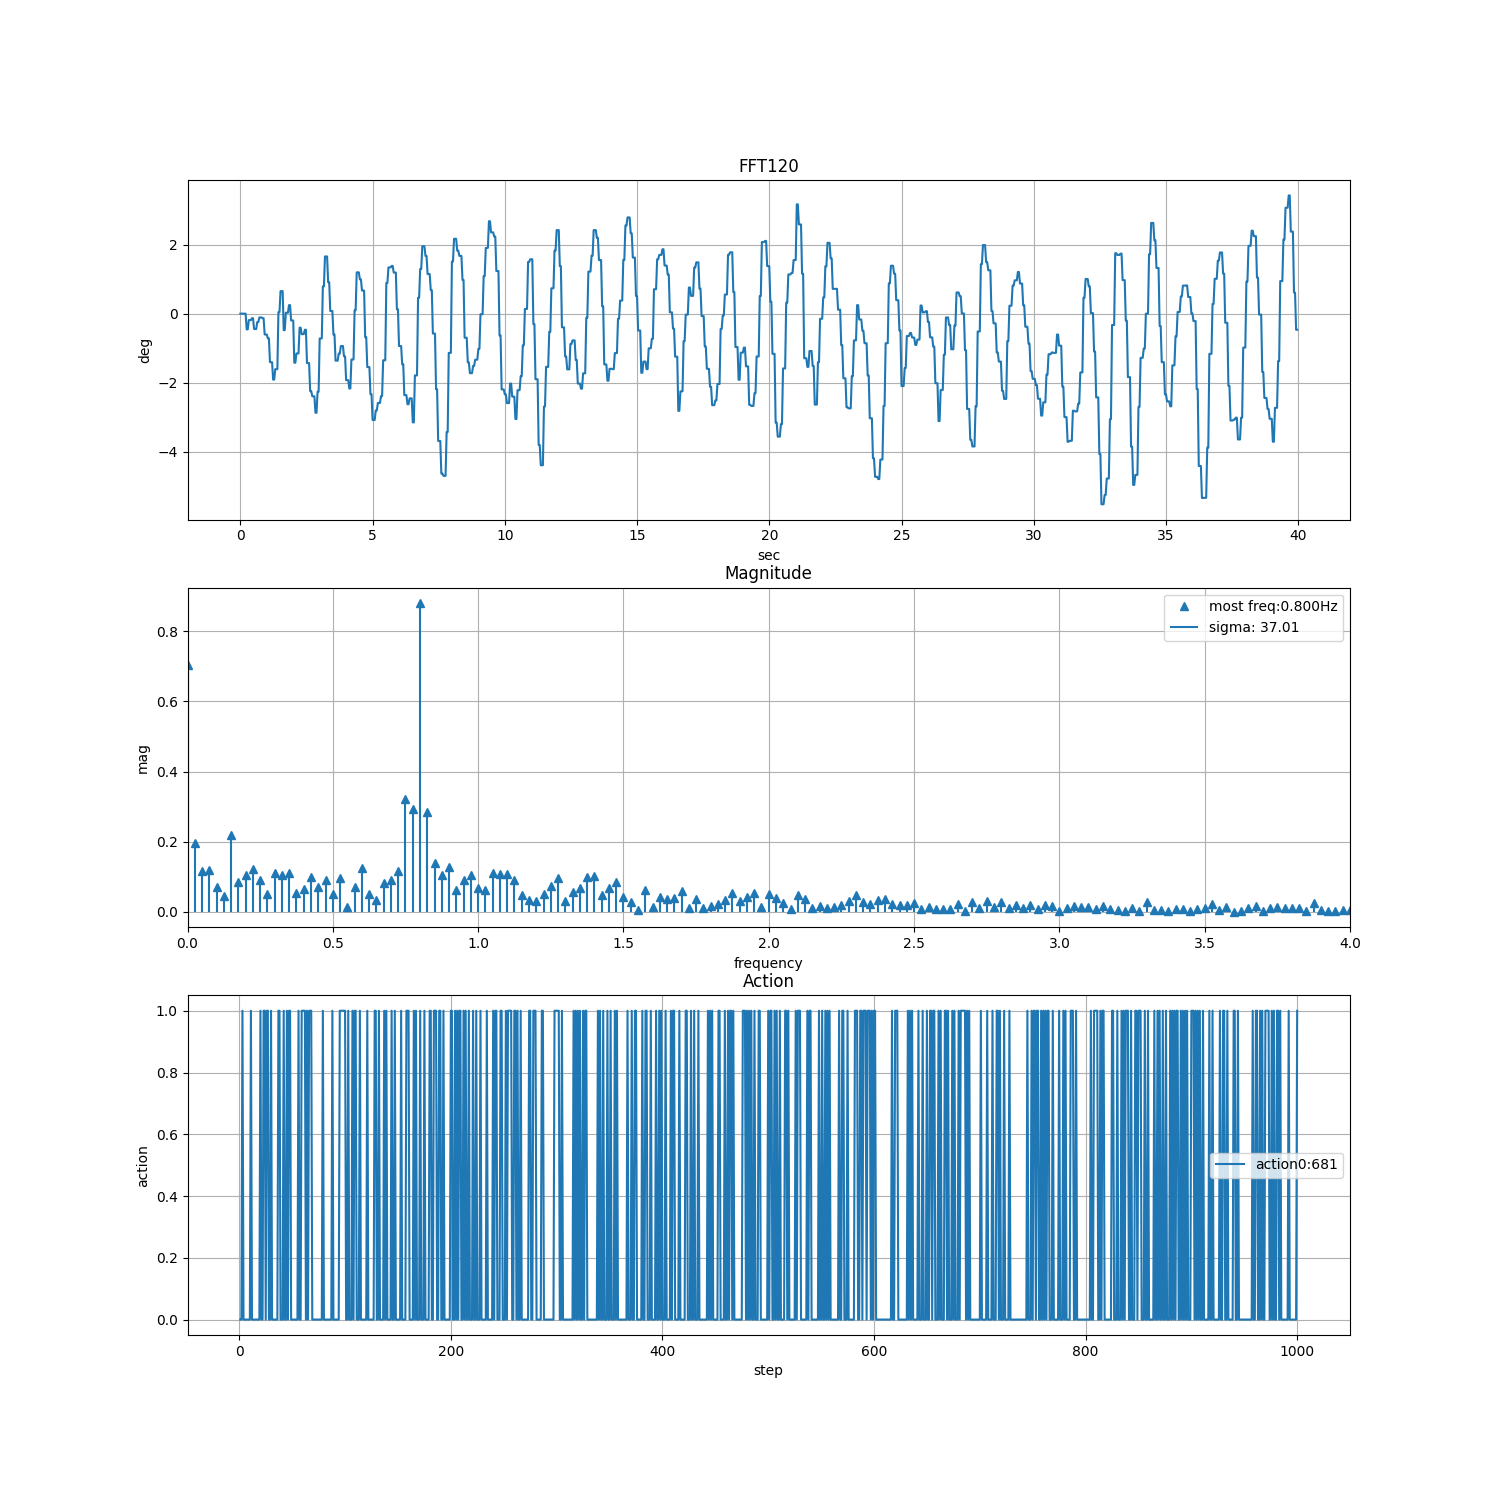 FFT120
2
0
−2
−4
deg
0 5 10 15 20 25 30 35 40
sec
Magnitude
most freq:0.800Hz
sigma: 37.01
0.8
0.6
0.4
0.2
0.0
mag
0.0 0.5 1.0 1.5 2.0 2.5 3.0 3.5 4.0
frequency
Action
1.0
0.8
0.6
0.4
0.2
0.0
action
action0:681
0 200 400 600 800 1000
step